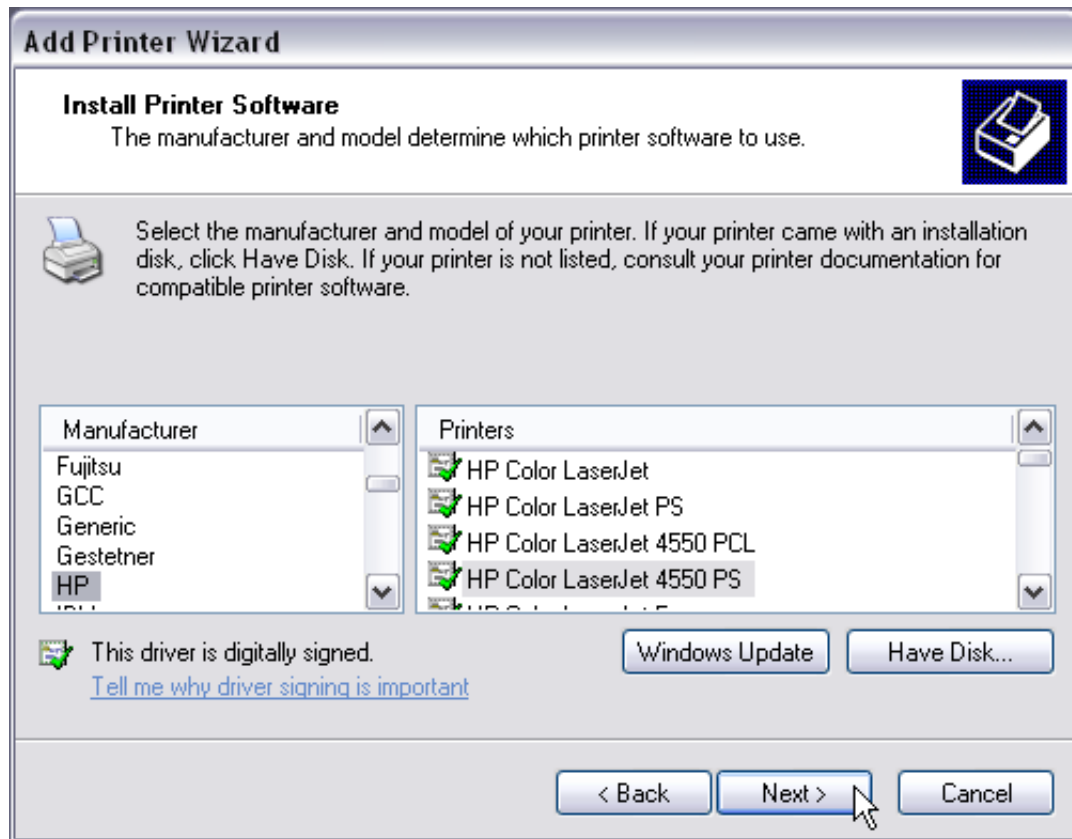 Add Printer Wizard
Install Printer Software
The manufacturer and model determine which printer software to use.
Select the manufacturer and model of your printer. If your printer came with an installation
disk, click Have Disk. If your printer is not listed, consult your printer documentation for
compatible printer software.
Manufacturer
Fujitsu
GCC
Generic
Gestetner
HP
Printers
HP Color LaserJet
HP Color LaserJet PS
HP Color LaserJet 4550 PCL
HP Color LaserJet 4550 PS
This driver is digitally signed.
Tell me why driver signing is important
Windows Update
Have Disk...
< Back
Next >
Cancel